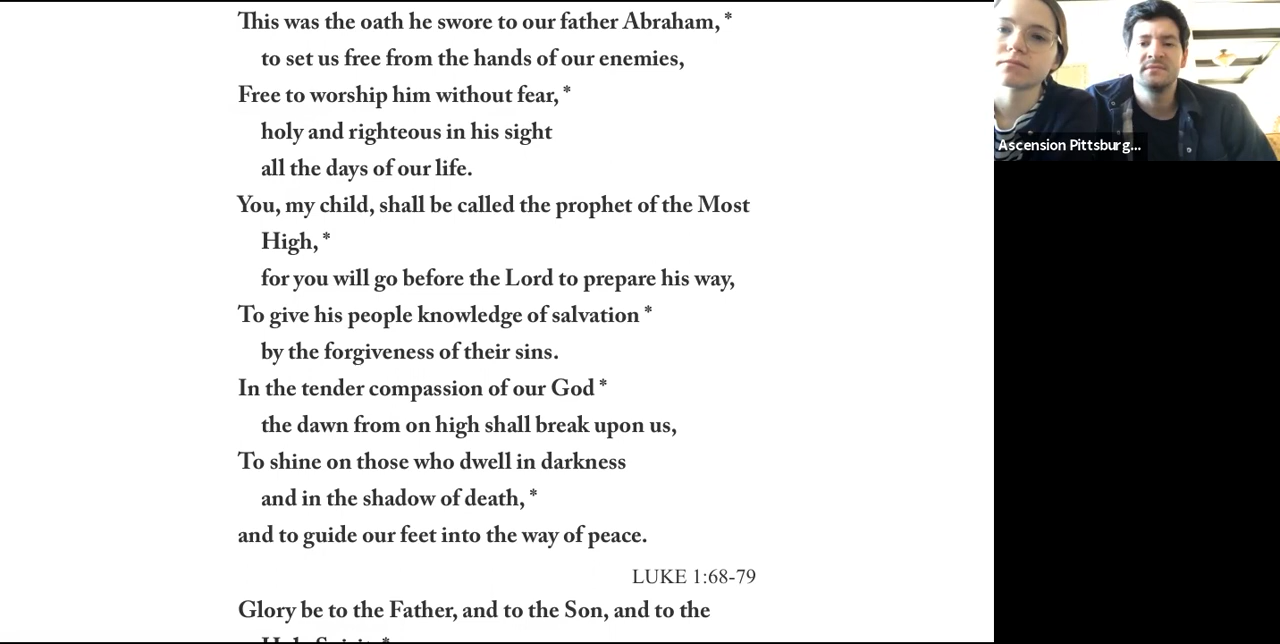 This was the oath he swore to our father Abraham, *
to set us free from the hands of our enemies,
Free to worship him without fear, *
holy and righteous in his sight
all the days of our life.
You, my child, shall be called the prophet of the Most
High, *
for you will go before the Lord to prepare his way,
To give his people knowledge of salvation *
by the forgiveness of their sins.
In the tender compassion of our God *
the dawn from on high shall break upon us,
To shine on those who dwell in darkness
and in the shadow of death, *
and to guide our feet into the way of peace.
LUKE 1:68-79
Glory be to the Father, and to the Son, and to the
Holy Spirit: *
Ascension Pittsburg...